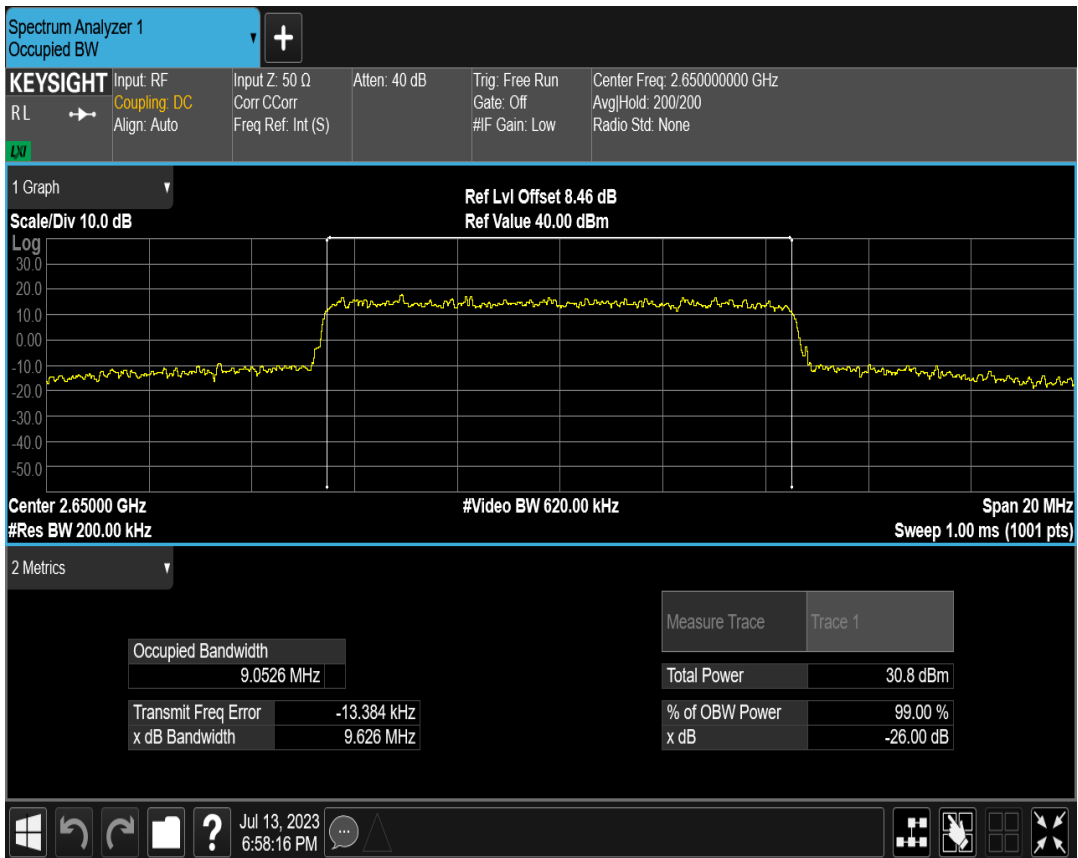 Spectrum Analyzer 1
Occupied BW
+
KEYSIGHT
RL
LXI
Input: RF
Coupling: DC
Align: Auto
Input Z: 50 Ω
Corr CCorr
Freq Ref: Int (S)
Atten: 40 dB
Trig: Free Run
Gate: Off
#IF Gain: Low
Center Freq: 2.650000000 GHz
Avg|Hold: 200/200
Radio Std: None
1 Graph
Scale/Div 10.0 dB
Ref Lvl Offset 8.46 dB
Ref Value 40.00 dBm
Log
30.0
20.0
10.0
0.00
-10.0
-20.0
-30.0
-40.0
-50.0
Center 2.65000 GHz
#Video BW 620.00 kHz
Span 20 MHz
#Res BW 200.00 kHz
Sweep 1.00 ms (1001 pts)
2 Metrics
Measure Trace Trace 1
Occupied Bandwidth
9.0526 MHz
Total Power 30.8 dBm
Transmit Freq Error -13.384 kHz
% of OBW Power 99.00 %
x dB Bandwidth 9.626 MHz
x dB -26.00 dB
?
Jul 13, 2023
6:58:16 PM